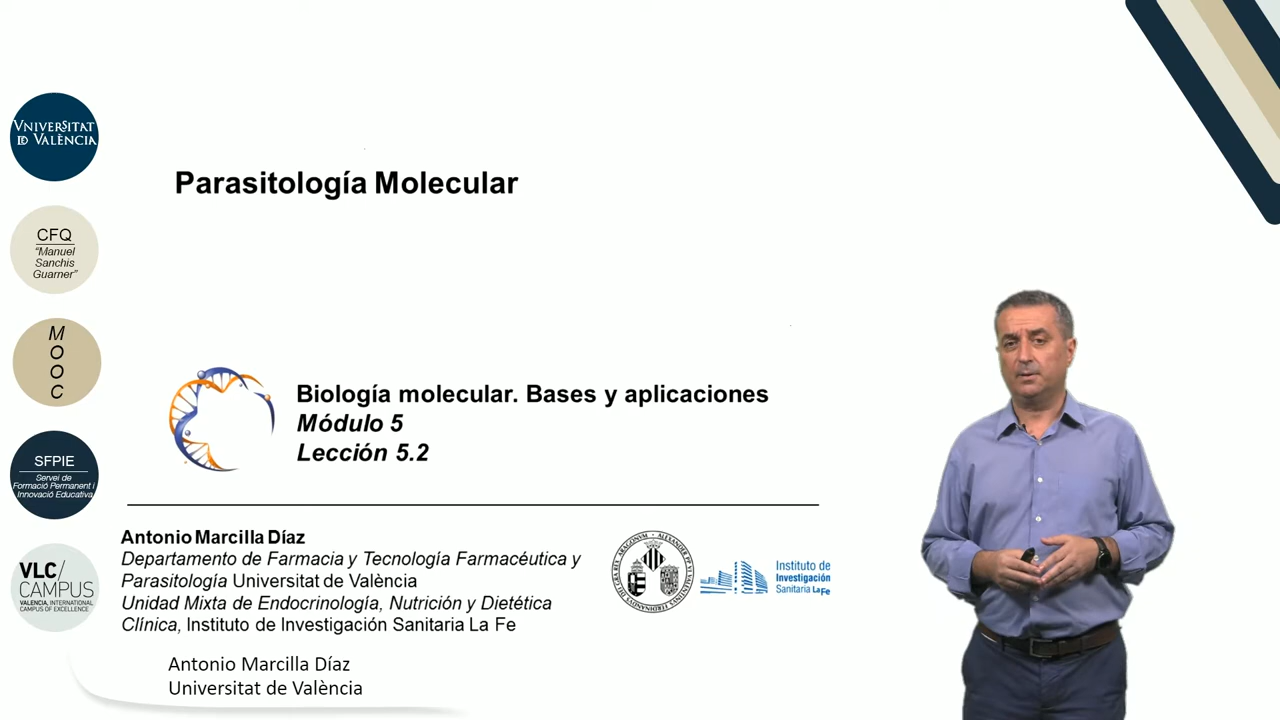 VNIVERSITAT
ID VALÈNCIA
CFQ
“Manuel
Sanchis
Guarner”
M
O
O
C
SFPIE
Servei de
Formació Permanent i
Innovació Educativa
VLC/
CAMPUS
VALENCIA, INTERNATIONAL
CAMPUS OF EXCELLENCE
Parasitología Molecular
Biología molecular. Bases y aplicaciones
Módulo 5
Lección 5.2
Antonio Marcilla Díaz
Departamento de Farmacia y Tecnología Farmacéutica y
Parasitología Universitat de València
Unidad Mixta de Endocrinología, Nutrición y Dietética
Clínica, Instituto de Investigación Sanitaria La Fe
Instituto de
Investigación
Sanitaria La Fe
Antonio Marcilla Díaz
Universitat de València